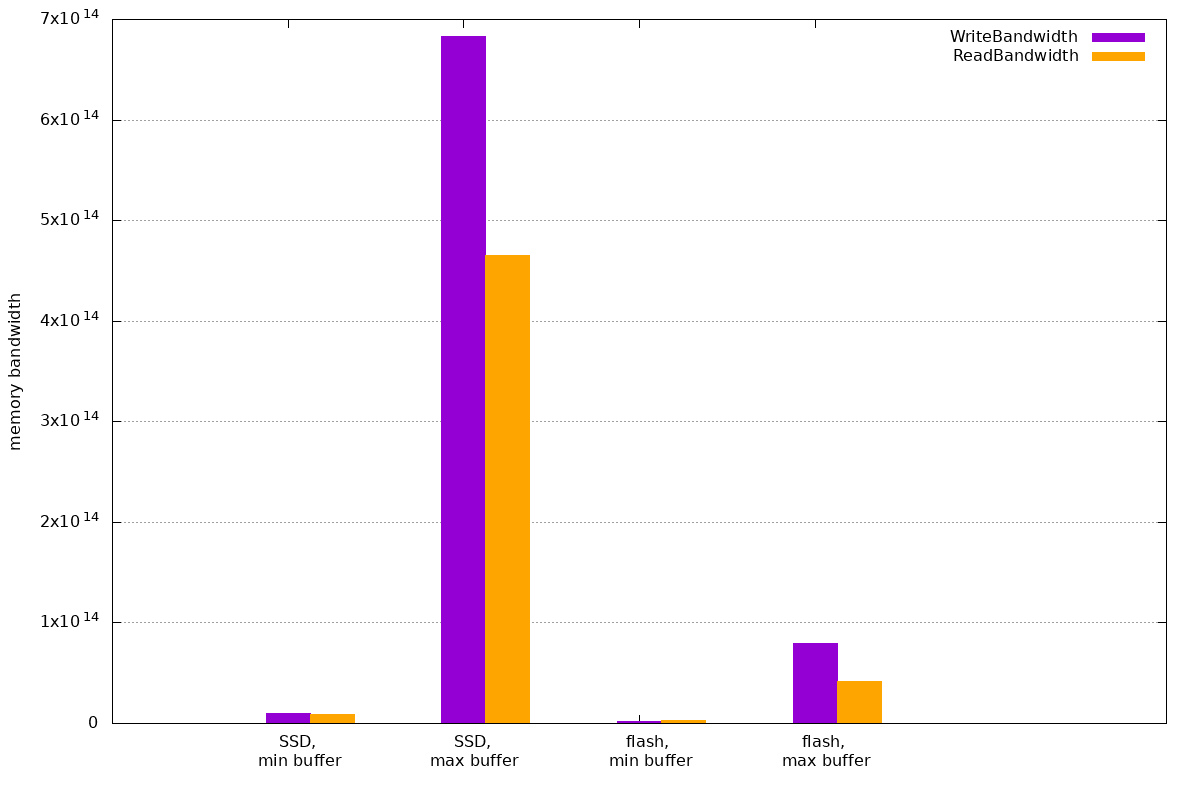 7x10^14
6x10^14
5x10^14
4x10^14
3x10^14
2x10^14
1x10^14
0
memory bandwidth
WriteBandwidth
ReadBandwidth
SSD,
min buffer
SSD,
max buffer
flash,
min buffer
flash,
max buffer